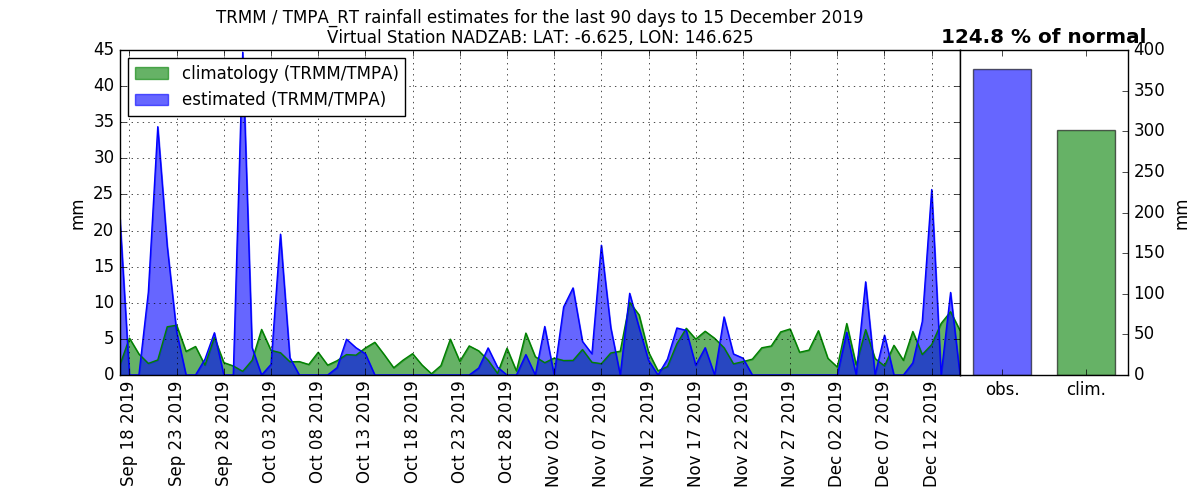 TRMM / TMPA_RT rainfall estimates for the last 90 days to 15 December 2019
Virtual Station NADZAB: LAT: -6.625, LON: 146.625
124.8 % of normal
climatology (TRMM/TMPA)
estimated (TRMM/TMPA)
45
40
35
30
25
20
15
10
5
0
mm
Sep 18 2019
Sep 23 2019
Sep 28 2019
Oct 03 2019
Oct 08 2019
Oct 13 2019
Oct 18 2019
Oct 23 2019
Oct 28 2019
Nov 02 2019
Nov 07 2019
Nov 12 2019
Nov 17 2019
Nov 22 2019
Nov 27 2019
Dec 02 2019
Dec 07 2019
Dec 12 2019
obs.
clim.
400
350
300
250
200
150
100
50
0
mm